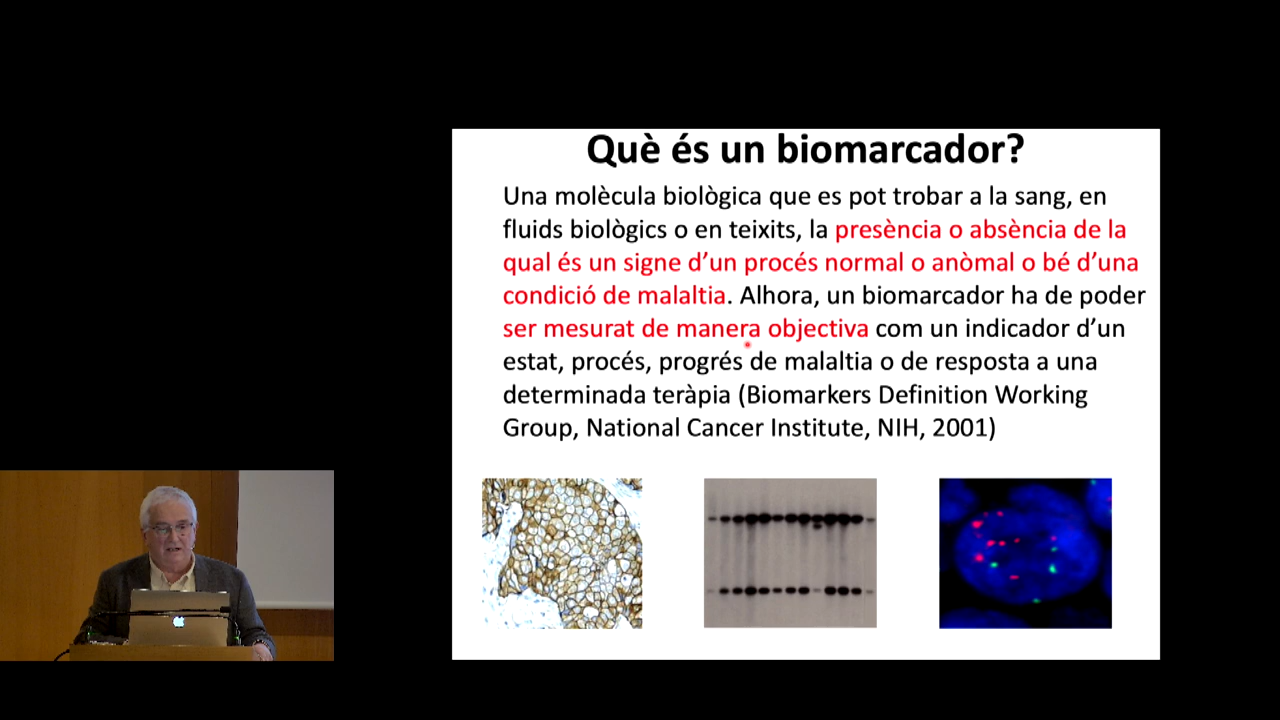 Què és un biomarcador?
Una molècula biològica que es pot trobar a la sang, en
fluids biològics o en teixits, la presència o absència de la
qual és un signe d’un procés normal o anòmal o bé d’una
condició de malaltia. Alhora, un biomarcador ha de poder
ser mesurat de manera objectiva com un indicador d’un
estat, procés, progrés de malaltia o de resposta a una
determinada teràpia (Biomarkers Definition Working
Group, National Cancer Institute, NIH, 2001)